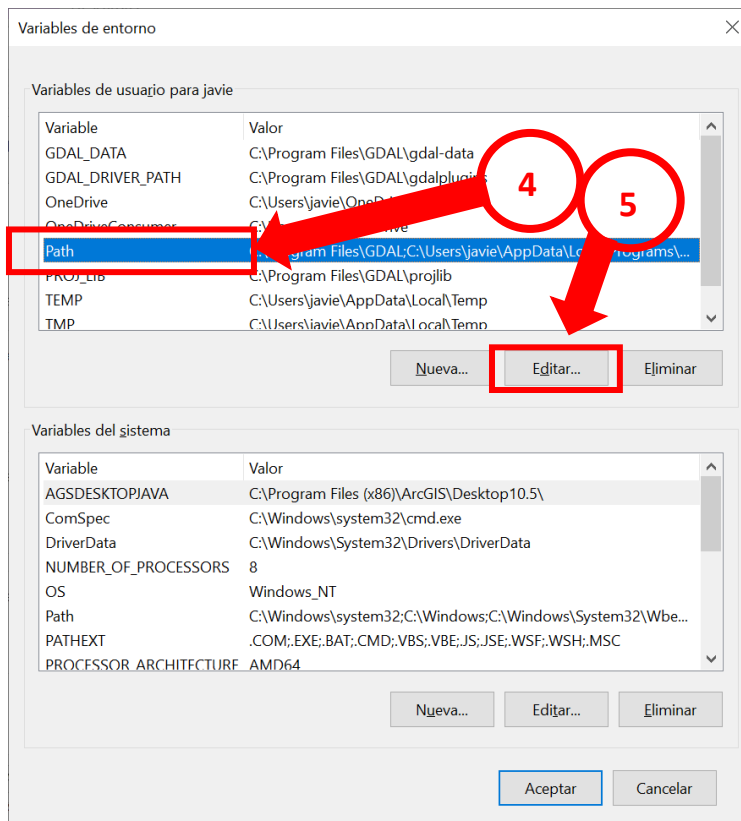 Variables de entorno
Variables de usuario para javie
Variable Valor
GDAL_DATA C:\Program Files\GDAL\gdal-data
GDAL_DRIVER_PATH C:\Program Files\GDAL\gdalplugins
OneDrive C:\Users\javie\OneDrive
OneDriveConsumer
4
5
Path C:\Program Files\GDAL;C:\Users\javie\AppData\Local\Programs\...
PROJ_LIB C:\Program Files\GDAL\projlib
TEMP C:\Users\javie\AppData\Local\Temp
TMP C:\Users\javie\AppData\Local\Temp
Nueva... Editar... Eliminar
Variables del sistema
Variable Valor
AGSDESKTOPJAVA C:\Program Files (x86)\ArcGIS\Desktop10.5\
ComSpec C:\Windows\system32\cmd.exe
DriverData C:\Windows\System32\Drivers\DriverData
NUMBER_OF_PROCESSORS 8
OS Windows_NT
Path C:\Windows\system32;C:\Windows;C:\Windows\System32\Wbe...
PATHEXT .COM;.EXE;.BAT;.CMD;.VBS;.VBE;.JS;.JSE;.WSF;.WSH;.MSC
PROCESSOR_ARCHITECTURE AMD64
Nueva... Editar... Eliminar
Aceptar Cancelar